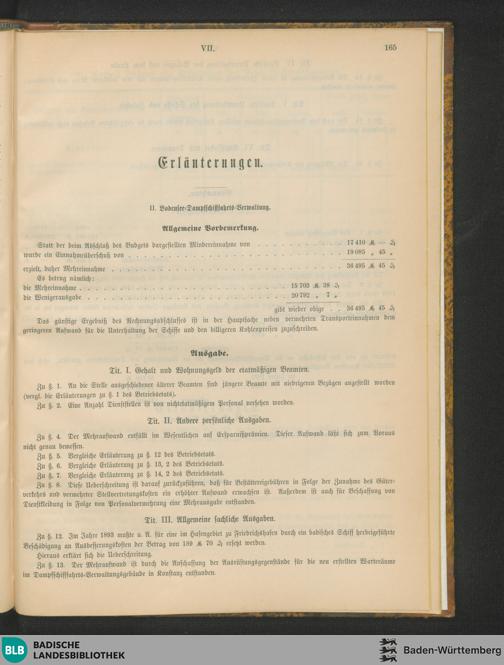 VII. 165
Erläuterungen.
II. Bodensee-Dampfschifffahrts-Verwaltung.
Allgemeine Vorbemerkung.
Statt der beim Abschluß des Budgets dargestellten Mindereinnahme von . . . 17 410 ℳ — ₰
wurde ein Einnahmeüberschuß von . . . 19 085 „ 45 „
erzielt, daher Mehreinnahme . . . 36 495 ℳ 45 ₰
Es betrug nämlich:
die Mehreinnahme . . . 15 703 ℳ 38 ₰
die Wenigerausgabe . . . 20 792 „ 7 „
gibt wieder obige . . 36 495 ℳ 45 ₰
Das günstige Ergebniß des Rechnungsabschlusses ist in der Hauptsache neben vermehrten Transporteinnahmen dem
geringeren Aufwand für die Unterhaltung der Schiffe und den billigeren Kohlenpreisen zuzuschreiben.
Ausgabe.
Tit. I. Gehalt und Wohnungsgeld der etatmäßigen Beamten.
Zu §. 1. An die Stelle ausgeschiedener älterer Beamten sind jüngere Beamte mit niedrigeren Bezügen angestellt worden
(vergl. die Erläuterungen zu §. 1 des Betriebsetats).
Zu §. 2. Eine Anzahl Dienststellen ist von nichtetatmäßigem Personal versehen worden.
Tit. II. Andere persönliche Ausgaben.
Zu §. 4. Der Mehraufwand entfällt im Wesentlichen auf Ersparnißprämien. Dieser Aufwand läßt sich zum Voraus
nicht genau bemessen.
Zu §. 5. Vergleiche Erläuterung zu §. 12 des Betriebsetats.
Zu §. 6. Vergleiche Erläuterung zu §. 13, 2 des Betriebsetats.
Zu §. 7. Vergleiche Erläuterung zu §. 14, 2 des Betriebsetats.
Zu §. 8. Diese Ueberschreitung ist darauf zurückzuführen, daß für Bestättereigebühren in Folge der Zunahme des Güter-
verkehrs und vermehrter Stellvertretungskosten ein erhöhter Aufwand erwachsen ist. Außerdem ist auch für Beschaffung von
Dienstkleidung in Folge von Personalvermehrung eine Mehrausgabe entstanden.
Tit. III. Allgemeine sachliche Ausgaben.
Zu §. 12. Im Jahre 1893 mußte u. A. für eine im Hafengebiet zu Friedrichshafen durch ein badisches Schiff herbeigeführte
Beschädigung an Ausbesserungskosten der Betrag von 189 ℳ 70 ₰ ersetzt werden.
Hieraus erklärt sich die Ueberschreitung.
Zu §. 13. Der Mehraufwand ist durch die Anschaffung der Ausrüstungsgegenstände für die neu erstellten Warteräume
im Dampfschifffahrts-Verwaltungsgebäude in Konstanz entstanden.
BLB BADISCHE
LANDESBIBLIOTHEK
Baden-Württemberg